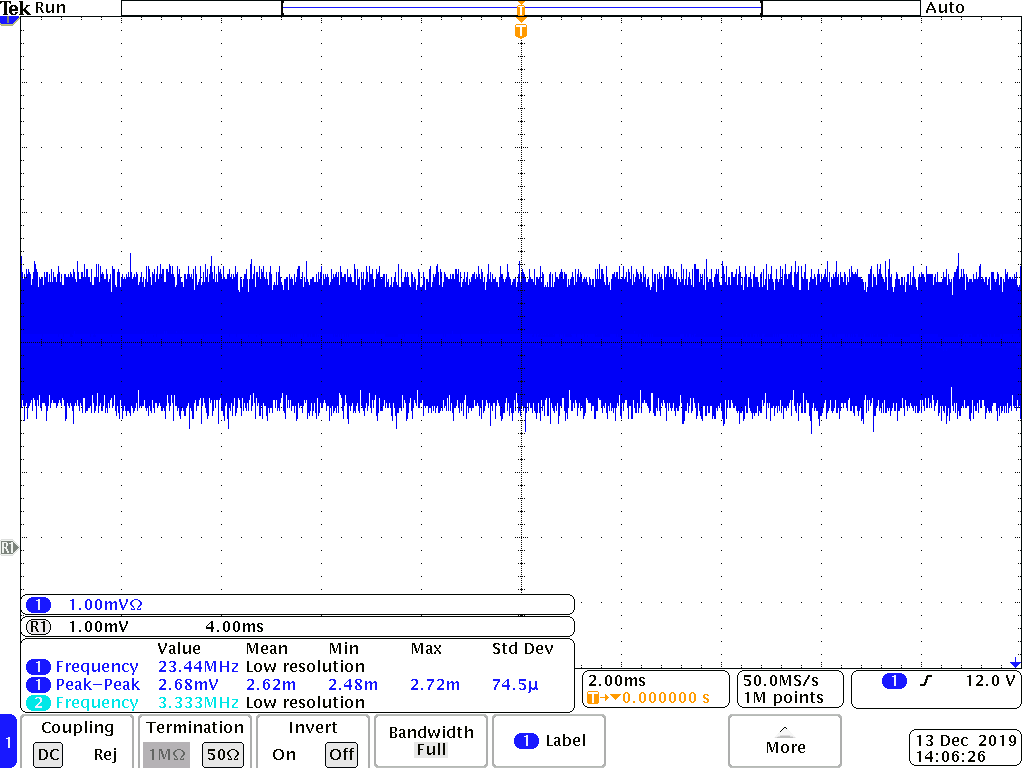 Tek Run Auto
T
T
R1
1 1.00mVΩ
R1 1.00mV 4.00ms
Value Mean Min Max Std Dev
1 Frequency 23.44MHz Low resolution
1 Peak−Peak 2.68mV 2.62m 2.48m 2.72m 74.5µ
2 Frequency 3.333MHz Low resolution
2.00ms
T→▼0.000000 s
50.0MS/s
1M points
1 12.0 V
1
Coupling
DC Rej
Termination
1MΩ 50Ω
Invert
On Off
Bandwidth
Full
1 Label
More
13 Dec 2019
14:06:26